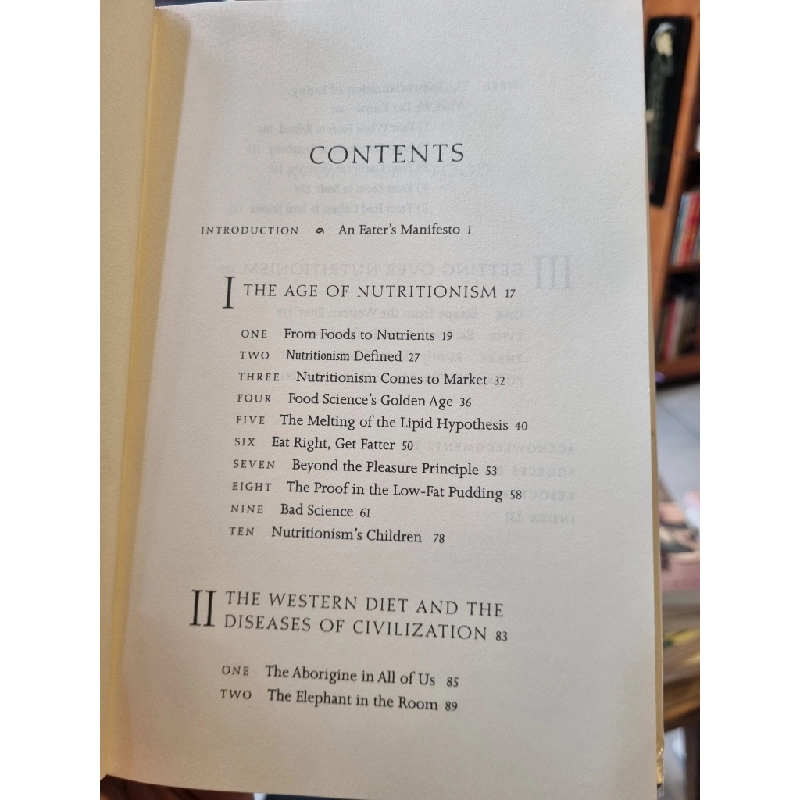 CONTENTS
INTRODUCTION An Eater's Manifesto 1
I THE AGE OF NUTRITIONISM 17
ONE From Foods to Nutrients 19
TWO Nutritionism Defined 27
THREE Nutritionism Comes to Market 32
FOUR Food Science's Golden Age 36
FIVE The Melting of the Lipid Hypothesis 40
SIX Eat Right, Get Fatter 50
SEVEN Beyond the Pleasure Principle 53
EIGHT The Proof in the Low-Fat Pudding 58
NINE Bad Science 61
TEN Nutritionism's Children 78
II THE WESTERN DIET AND THE
DISEASES OF CIVILIZATION 83
ONE The Aborigine in All of Us 85
TWO The Elephant in the Room 89